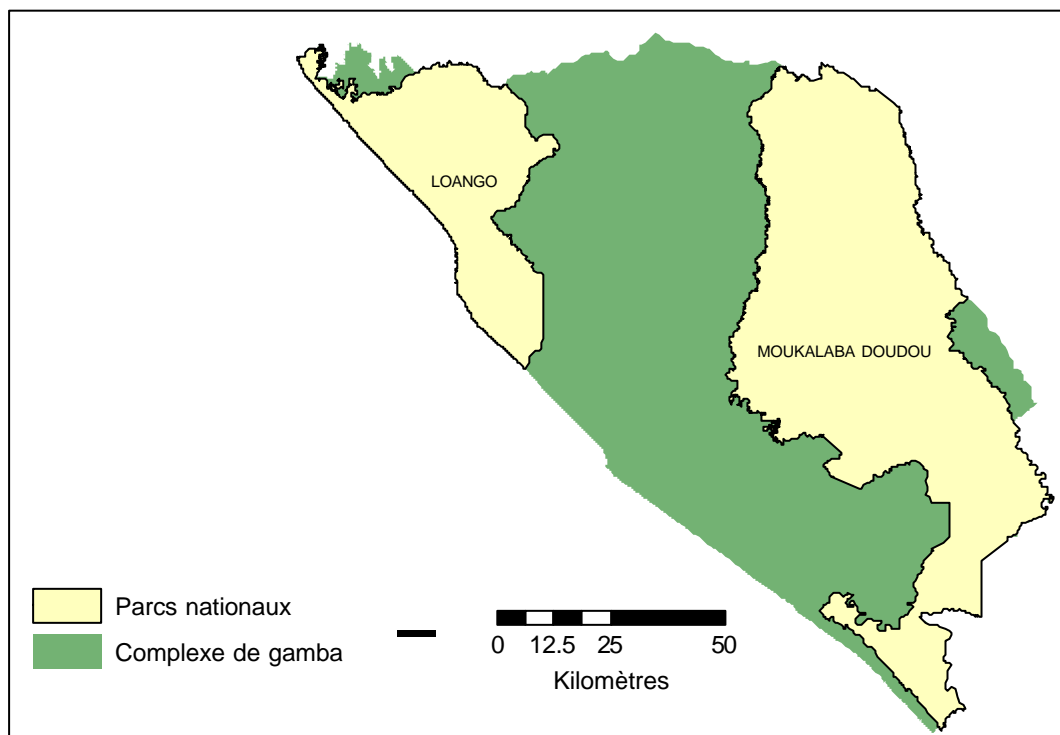 LOANGO
MOUKALABA DOUDOU
Parcs nationaux
Complexe de gamba
0 12.5 25 50
Kilomètres